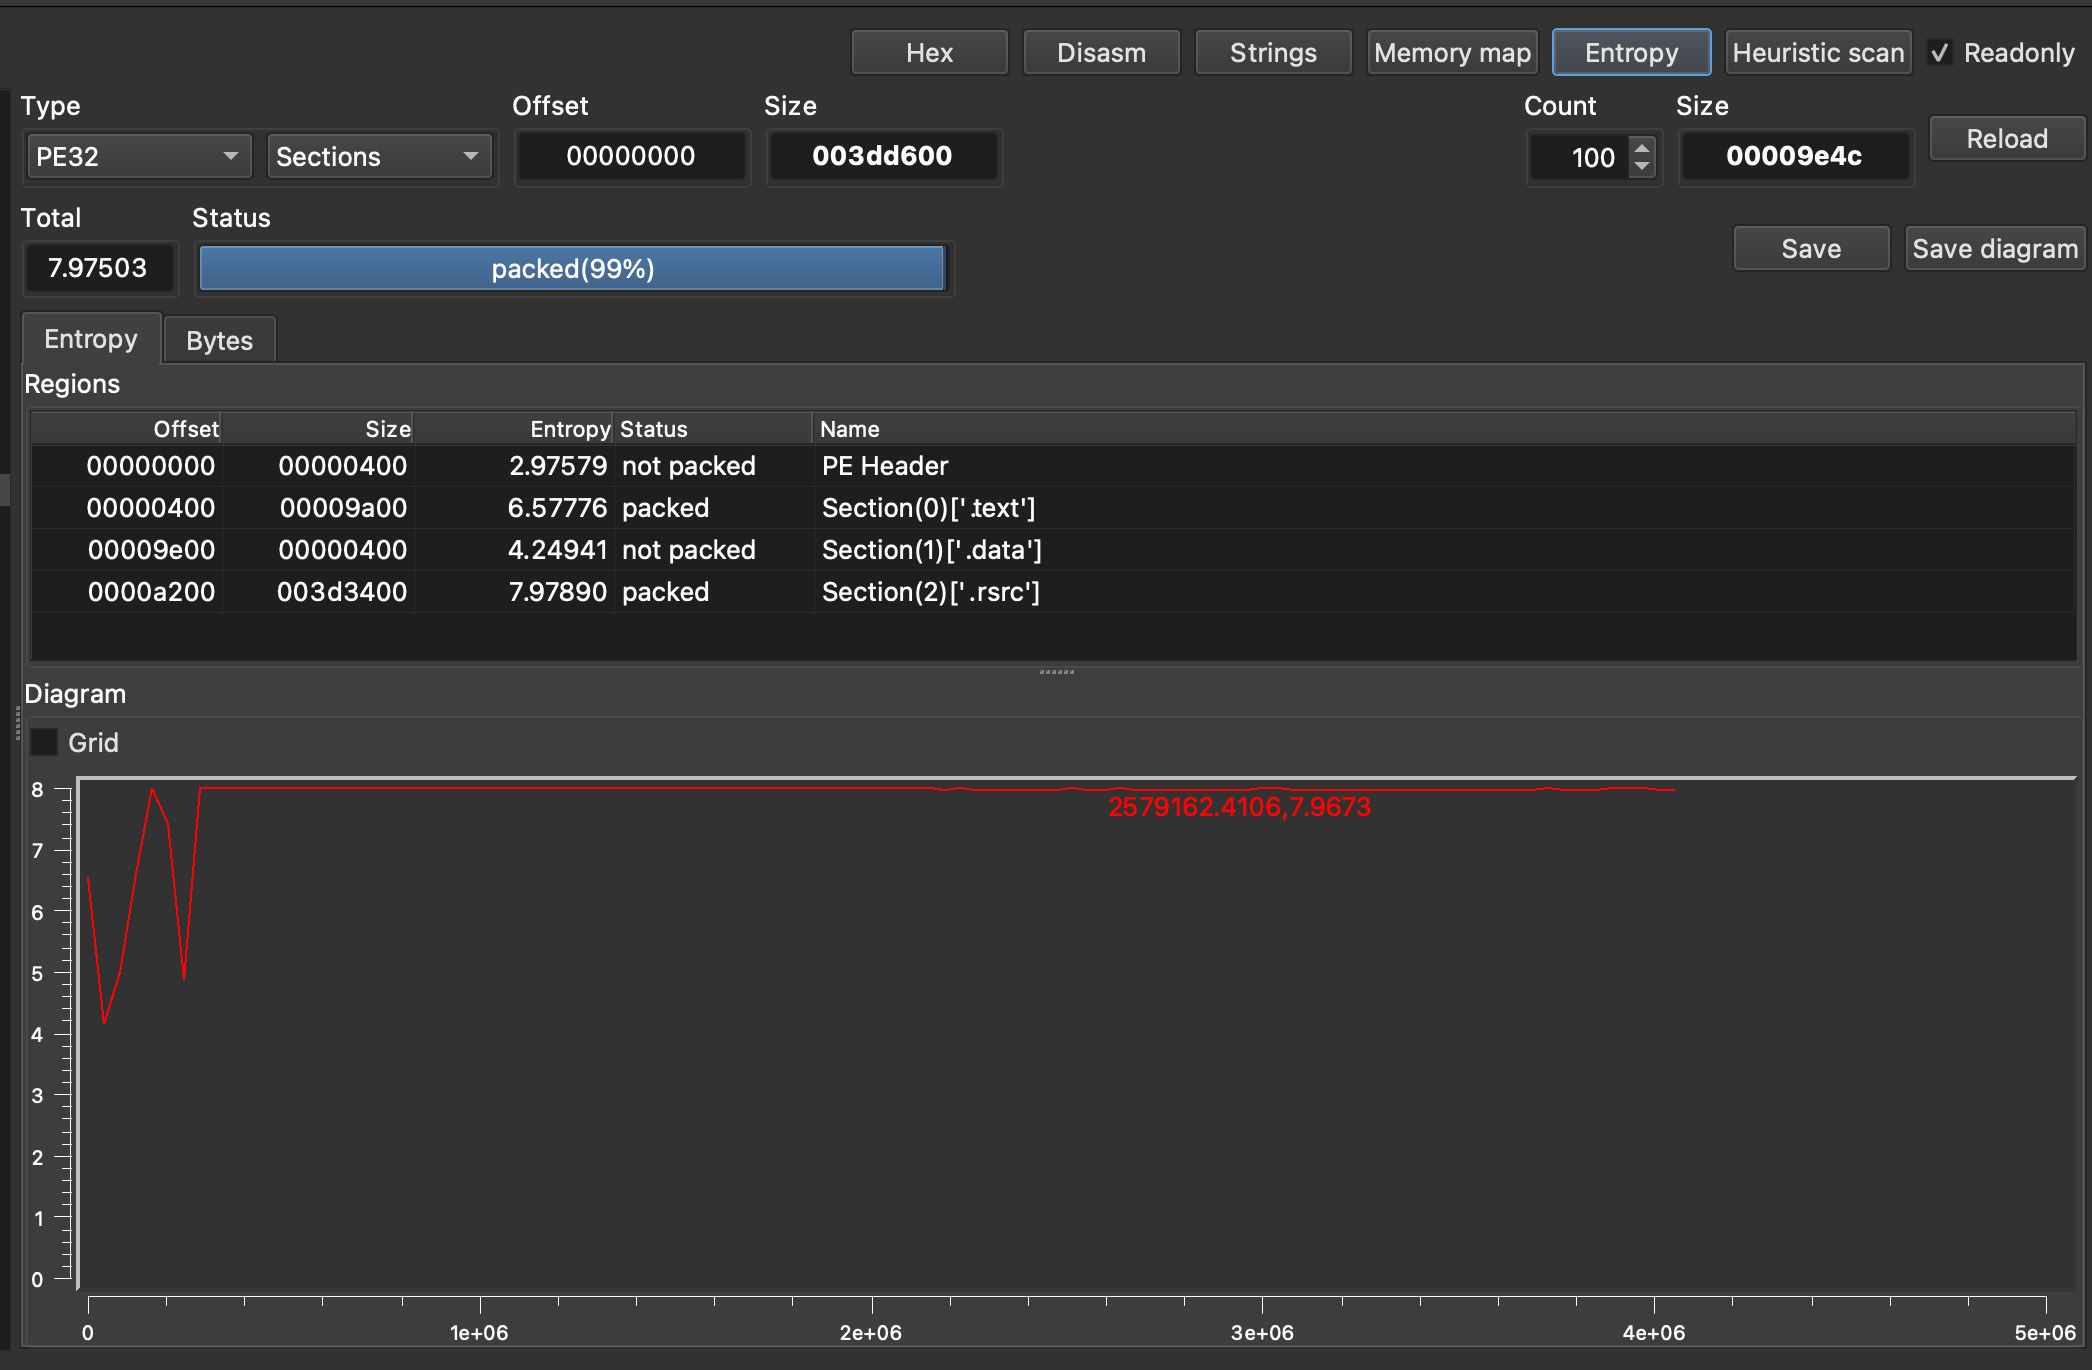 Hex Disasm Strings Memory map Entropy Heuristic scan Readonly
Type Offset Size Count Size
PE32 Sections 00000000 003dd600 100 00009e4c Reload
Total Status
7.97503 packed(99%) Save Save diagram
Entropy Bytes
Regions
Offset Size Entropy Status Name
00000000 00000400 2.97579 not packed PE Header
00000400 00009a00 6.57776 packed Section(0)['.text']
00009e00 00000400 4.24941 not packed Section(1)['.data']
0000a200 003d3400 7.97890 packed Section(2)['.rsrc']
Diagram
Grid
8
2579162.4106,7.9673
7
6
5
4
3
2
1
0
0 1e+06 2e+06 3e+06 4e+06 5e+06